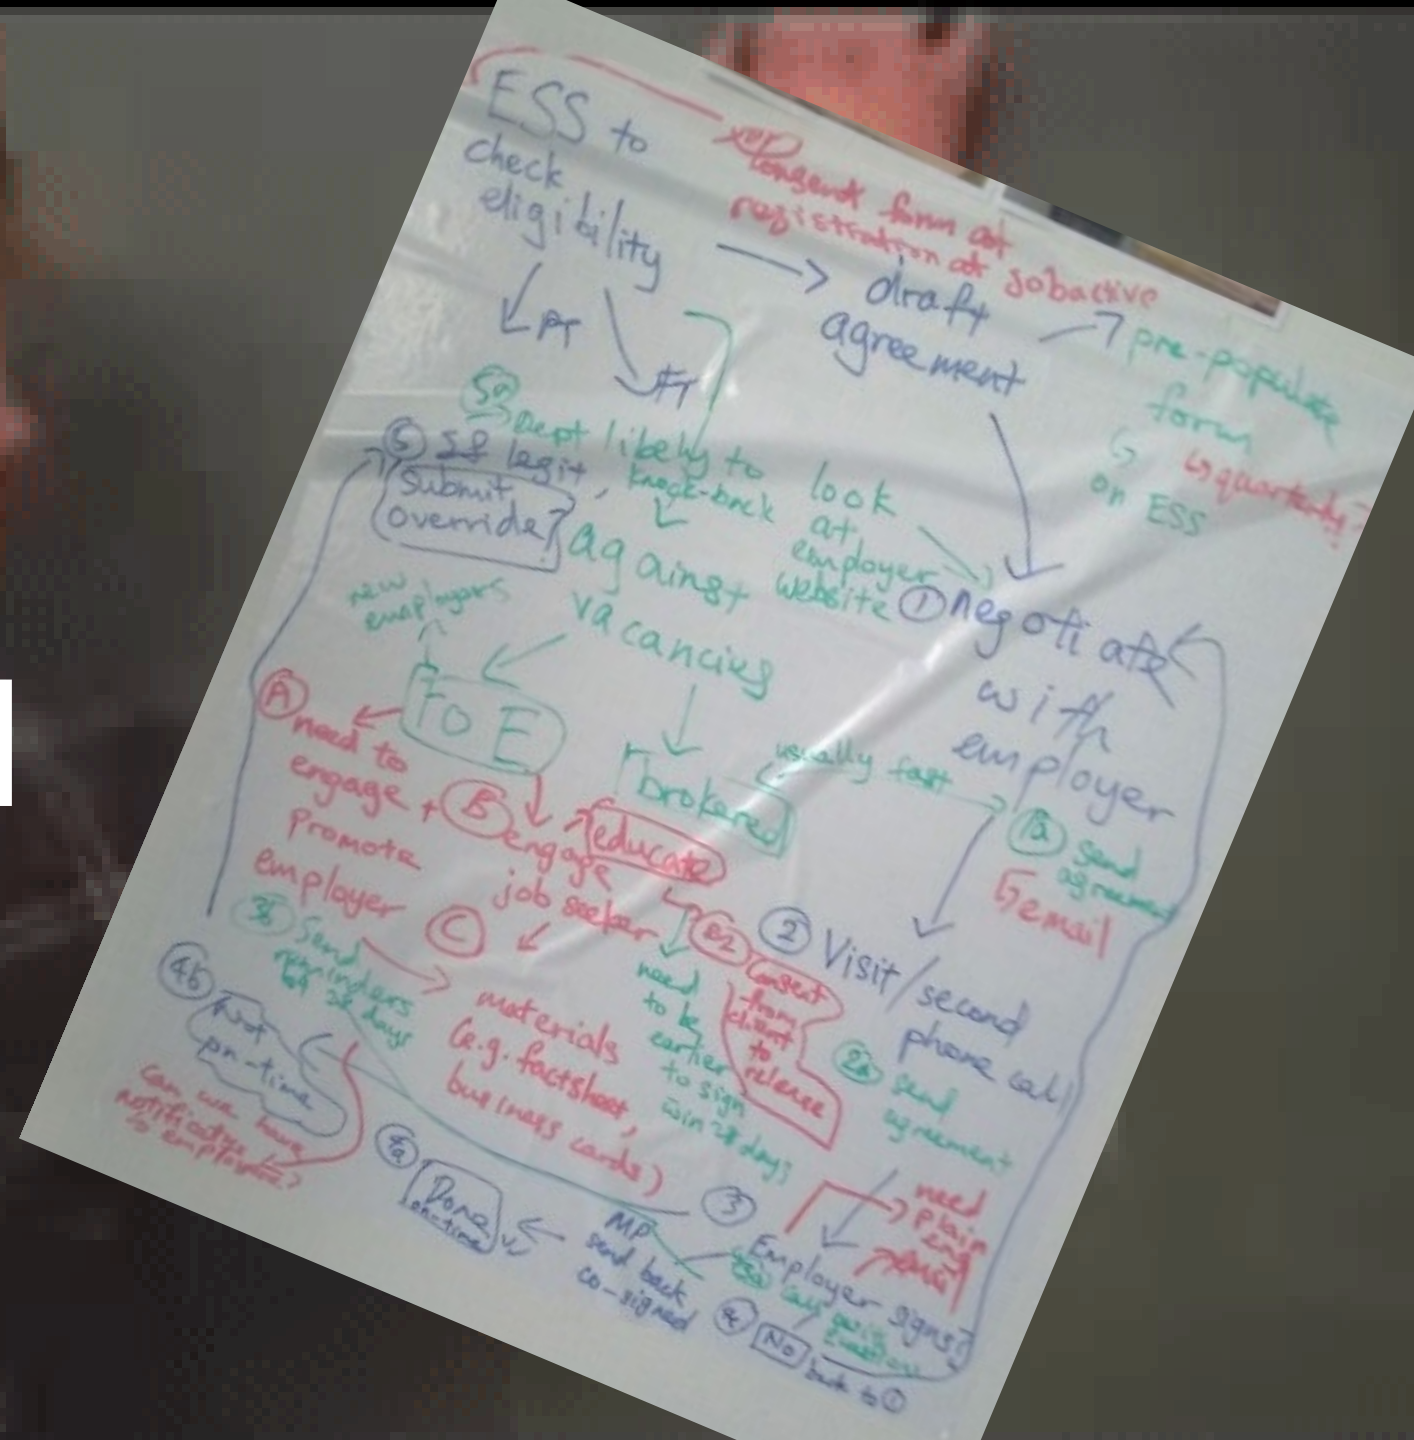 ESS to
check
eligibility
Consent form at
registration at jobactive
draft
agreement
PT
FT
pre-populate
form
on ESS
quarterly?
5a
Dept likely to
knock-back
5 If legit,
Submit
override?
look
at
employer
website
against
vacancies
new
employers
FoE
brokered
1 negotiate
with
employer
usually fast
1a send
agreement
email
A
need to
engage +
promote
employer
B engage
job seeker
educate
C
materials
(e.g. factsheet,
business cards)
need
to be
earlier
to sign
w/in 28 days
B2
Consent
from
client
to
release
2 Visit/second
phone call
2a send
agreement
3b Send
reminders
28 days
4b
Not
on-time
can we have
to employer?
4a
Done
on-time
MP
send back
co-signed
3
Employer signs?
need
plain
4c No
back to 1